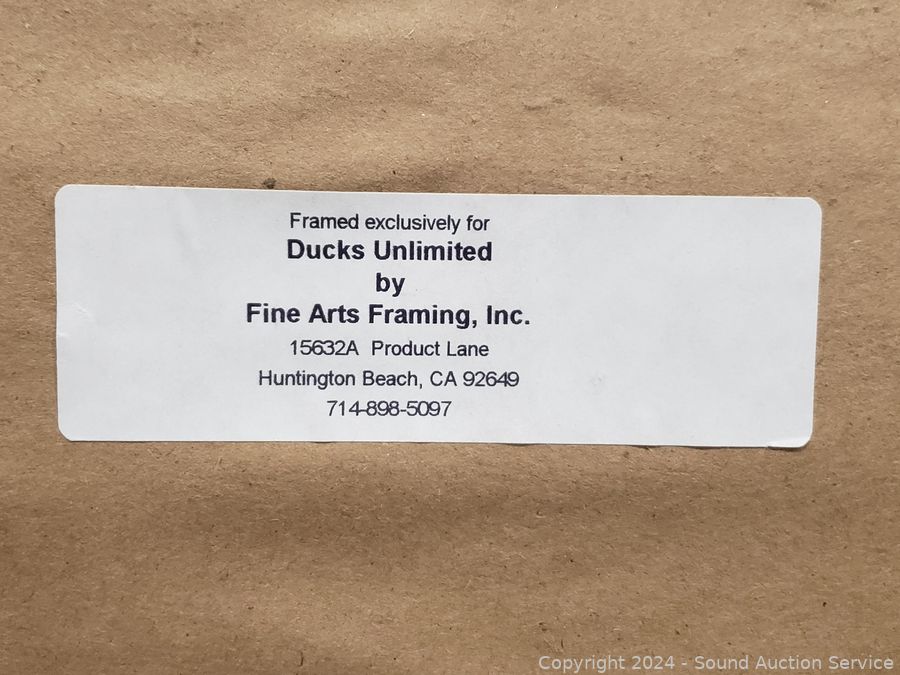 Framed exclusively for
Ducks Unlimited
by
Fine Arts Framing, Inc.
15632A Product Lane
Huntington Beach, CA 92649
714-898-5097
Copyright 2024 - Sound Auction Service